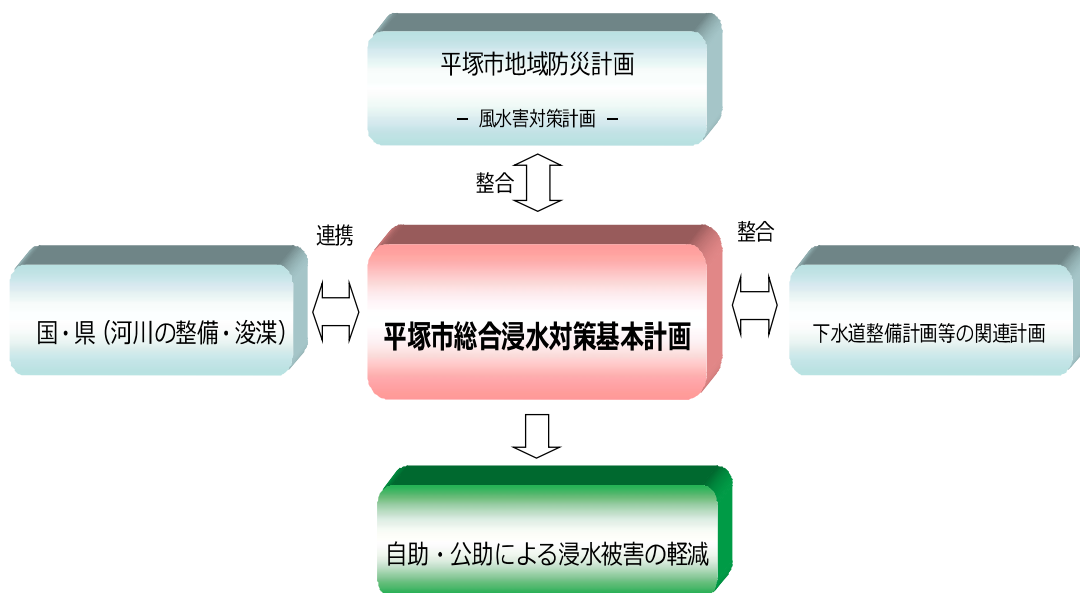 平塚市地域防災計画
− 風水害対策計画 −
整合
連携
整合
国・県（河川の整備・浚渫）
平塚市総合浸水対策基本計画
下水道整備計画等の関連計画
自助・公助による浸水被害の軽減